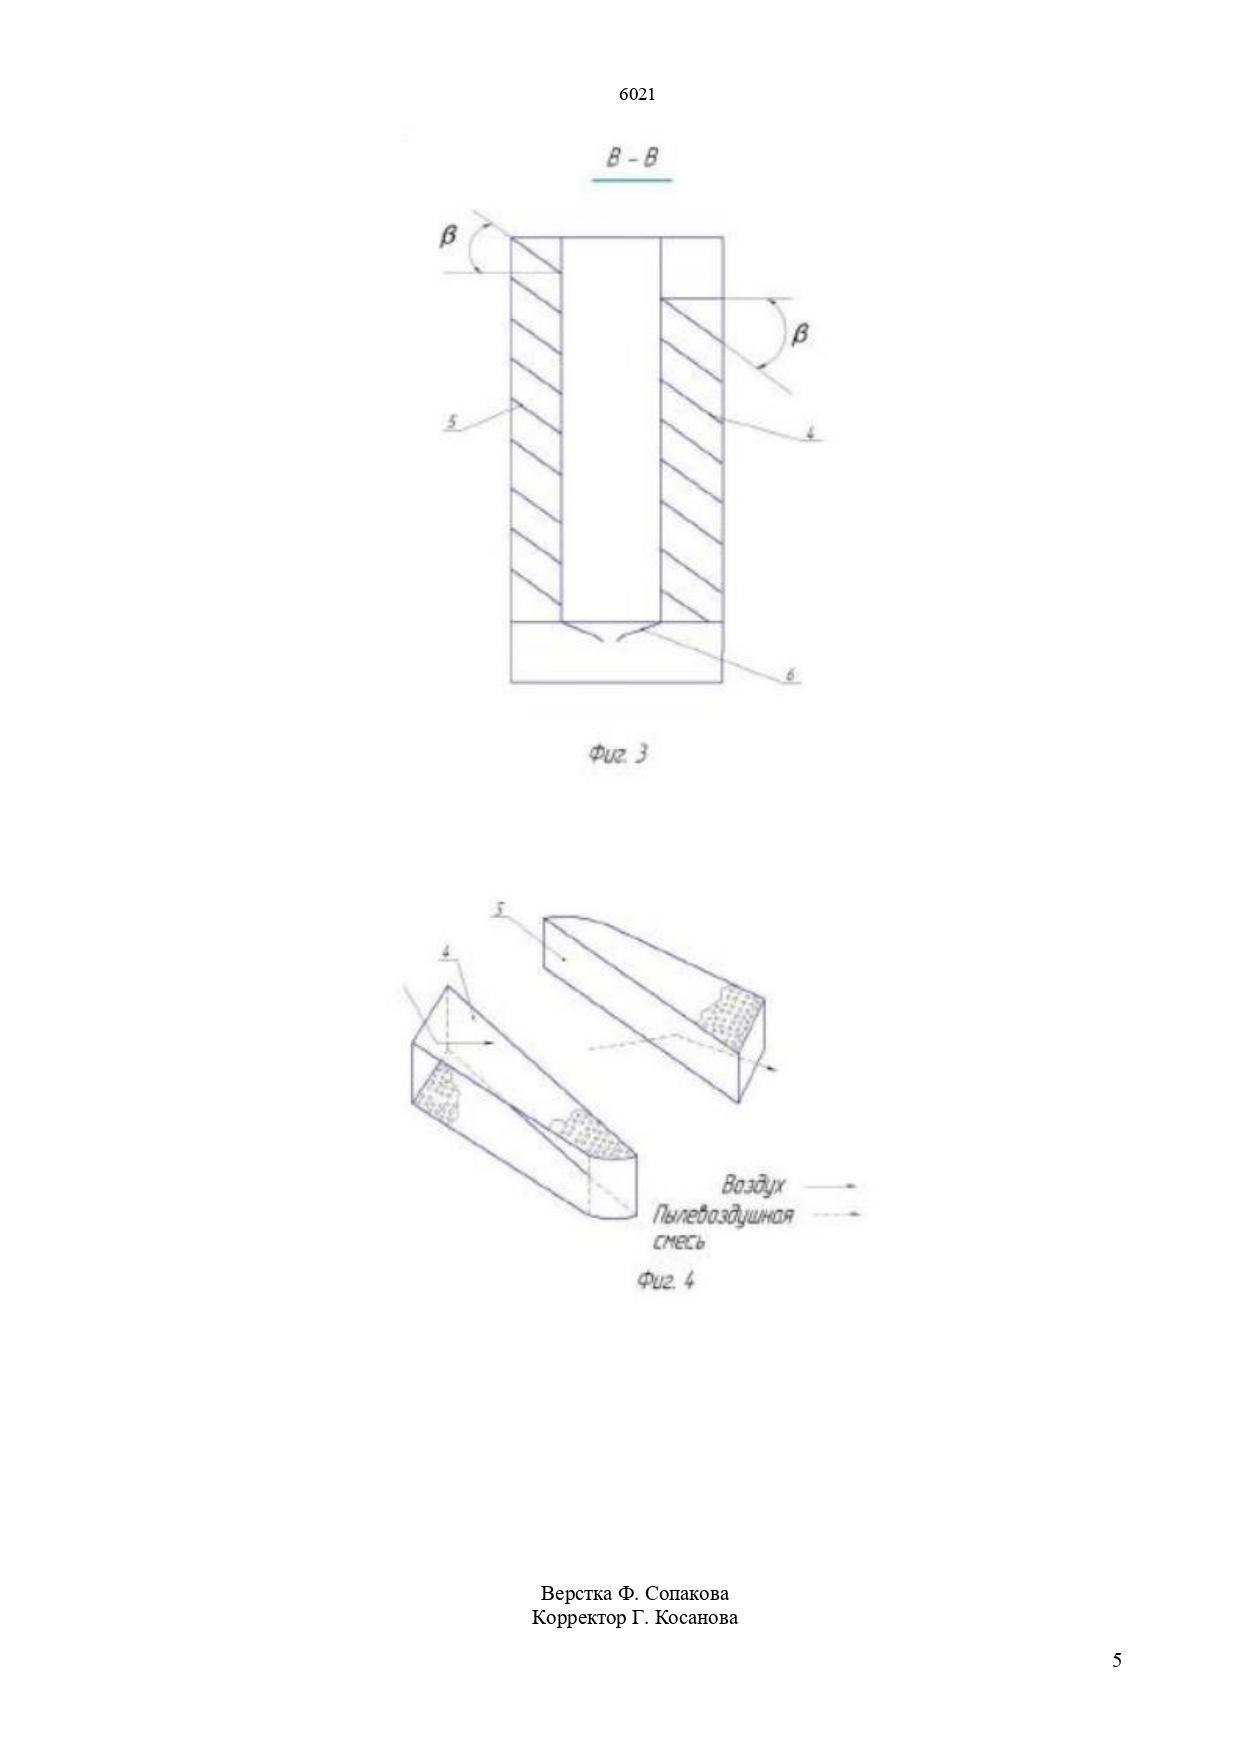 6021
В - В
β
β
5
4
6
Фиг. 3
5
4
Воздух
Пылевоздушная
смесь
Фиг. 4
Верстка Ф. Сопакова
Корректор Г. Косанова
5